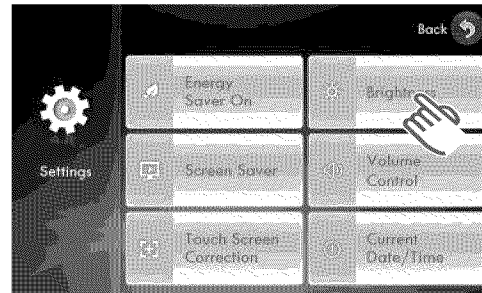 Back
Settings
Energy
Saver On
Brightness
Screen Saver
Volume
Control
Touch Screen
Correction
Current
Date/Time